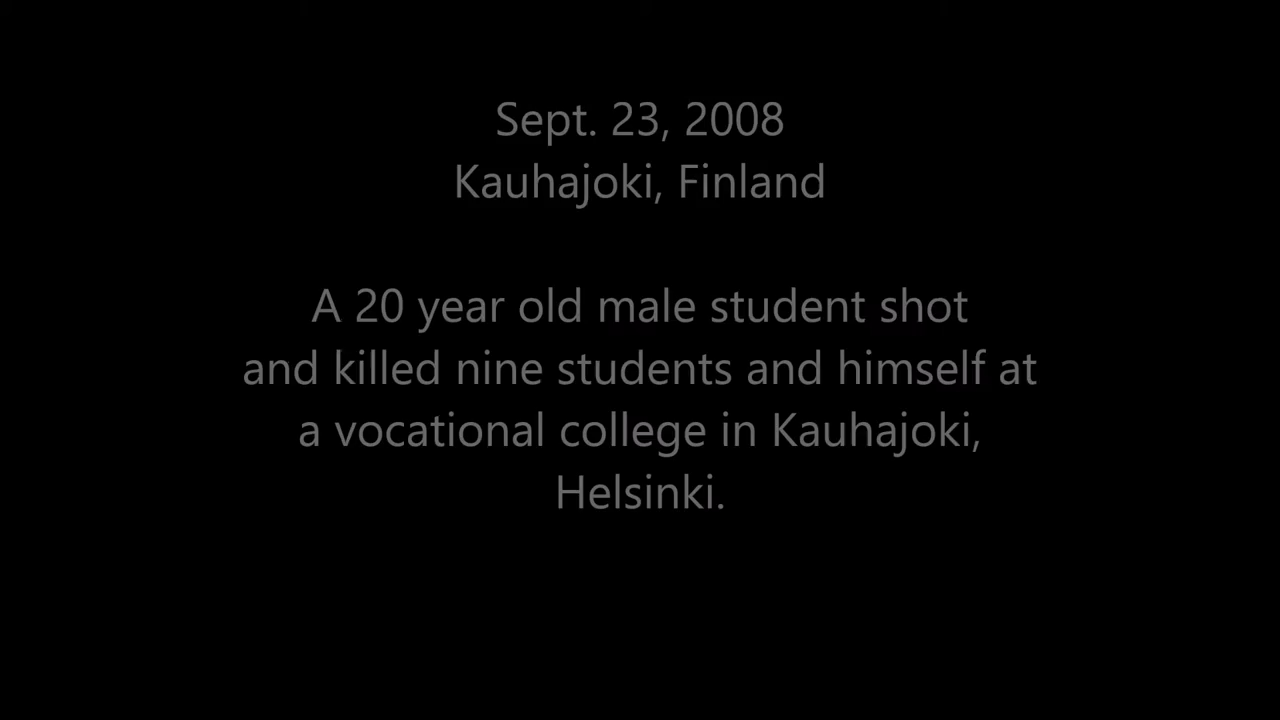 Sept. 23, 2008
Kauhajoki, Finland
A 20 year old male student shot
and killed nine students and himself at
a vocational college in Kauhajoki,
Helsinki.